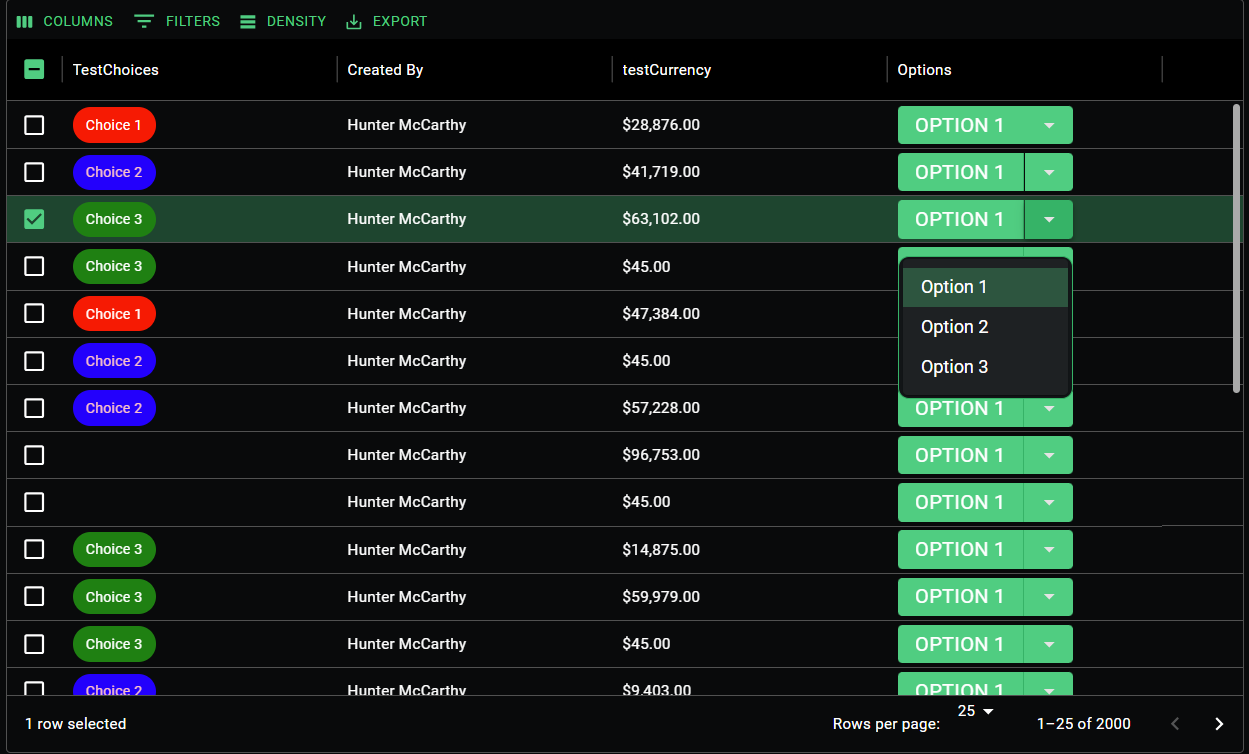 COLUMNS FILTERS DENSITY EXPORT
TestChoices Created By testCurrency Options
Choice 1 Hunter McCarthy $28,876.00 OPTION 1
Choice 2 Hunter McCarthy $41,719.00 OPTION 1
Choice 3 Hunter McCarthy $63,102.00 OPTION 1
Choice 3 Hunter McCarthy $45.00
Option 1
Choice 1 Hunter McCarthy $47,384.00
Option 2
Choice 2 Hunter McCarthy $45.00
Option 3
Choice 2 Hunter McCarthy $57,228.00 OPTION 1
Hunter McCarthy $96,753.00 OPTION 1
Hunter McCarthy $45.00 OPTION 1
Choice 3 Hunter McCarthy $14,875.00 OPTION 1
Choice 3 Hunter McCarthy $59,979.00 OPTION 1
Choice 3 Hunter McCarthy $45.00 OPTION 1
Choice 2 Hunter McCarthy $9,403.00 OPTION 1
1 row selected Rows per page: 25 1–25 of 2000